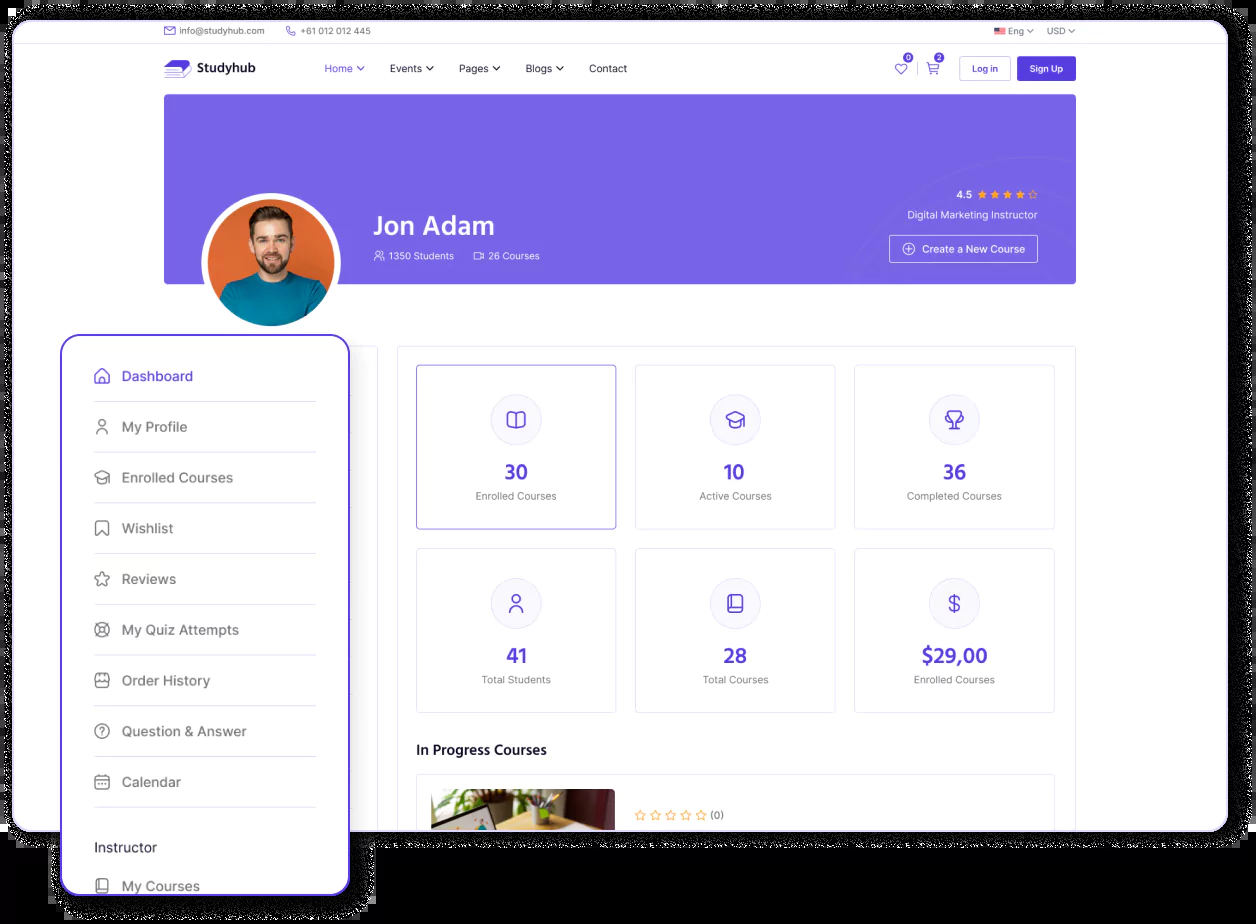 info@studyhub.com +61 012 012 445 Eng USD
0 2
Studyhub Home Events Pages Blogs Contact Log in Sign Up
4.5
Digital Marketing Instructor
Jon Adam
Create a New Course
1350 Students 26 Courses
Dashboard
My Profile
Enrolled Courses
Wishlist
Reviews
My Quiz Attempts
Order History
Question & Answer
Calendar
Instructor
My Courses
30 10 36
Enrolled Courses Active Courses Completed Courses
41 28 $29,00
Total Students Total Courses Enrolled Courses
In Progress Courses
(0)